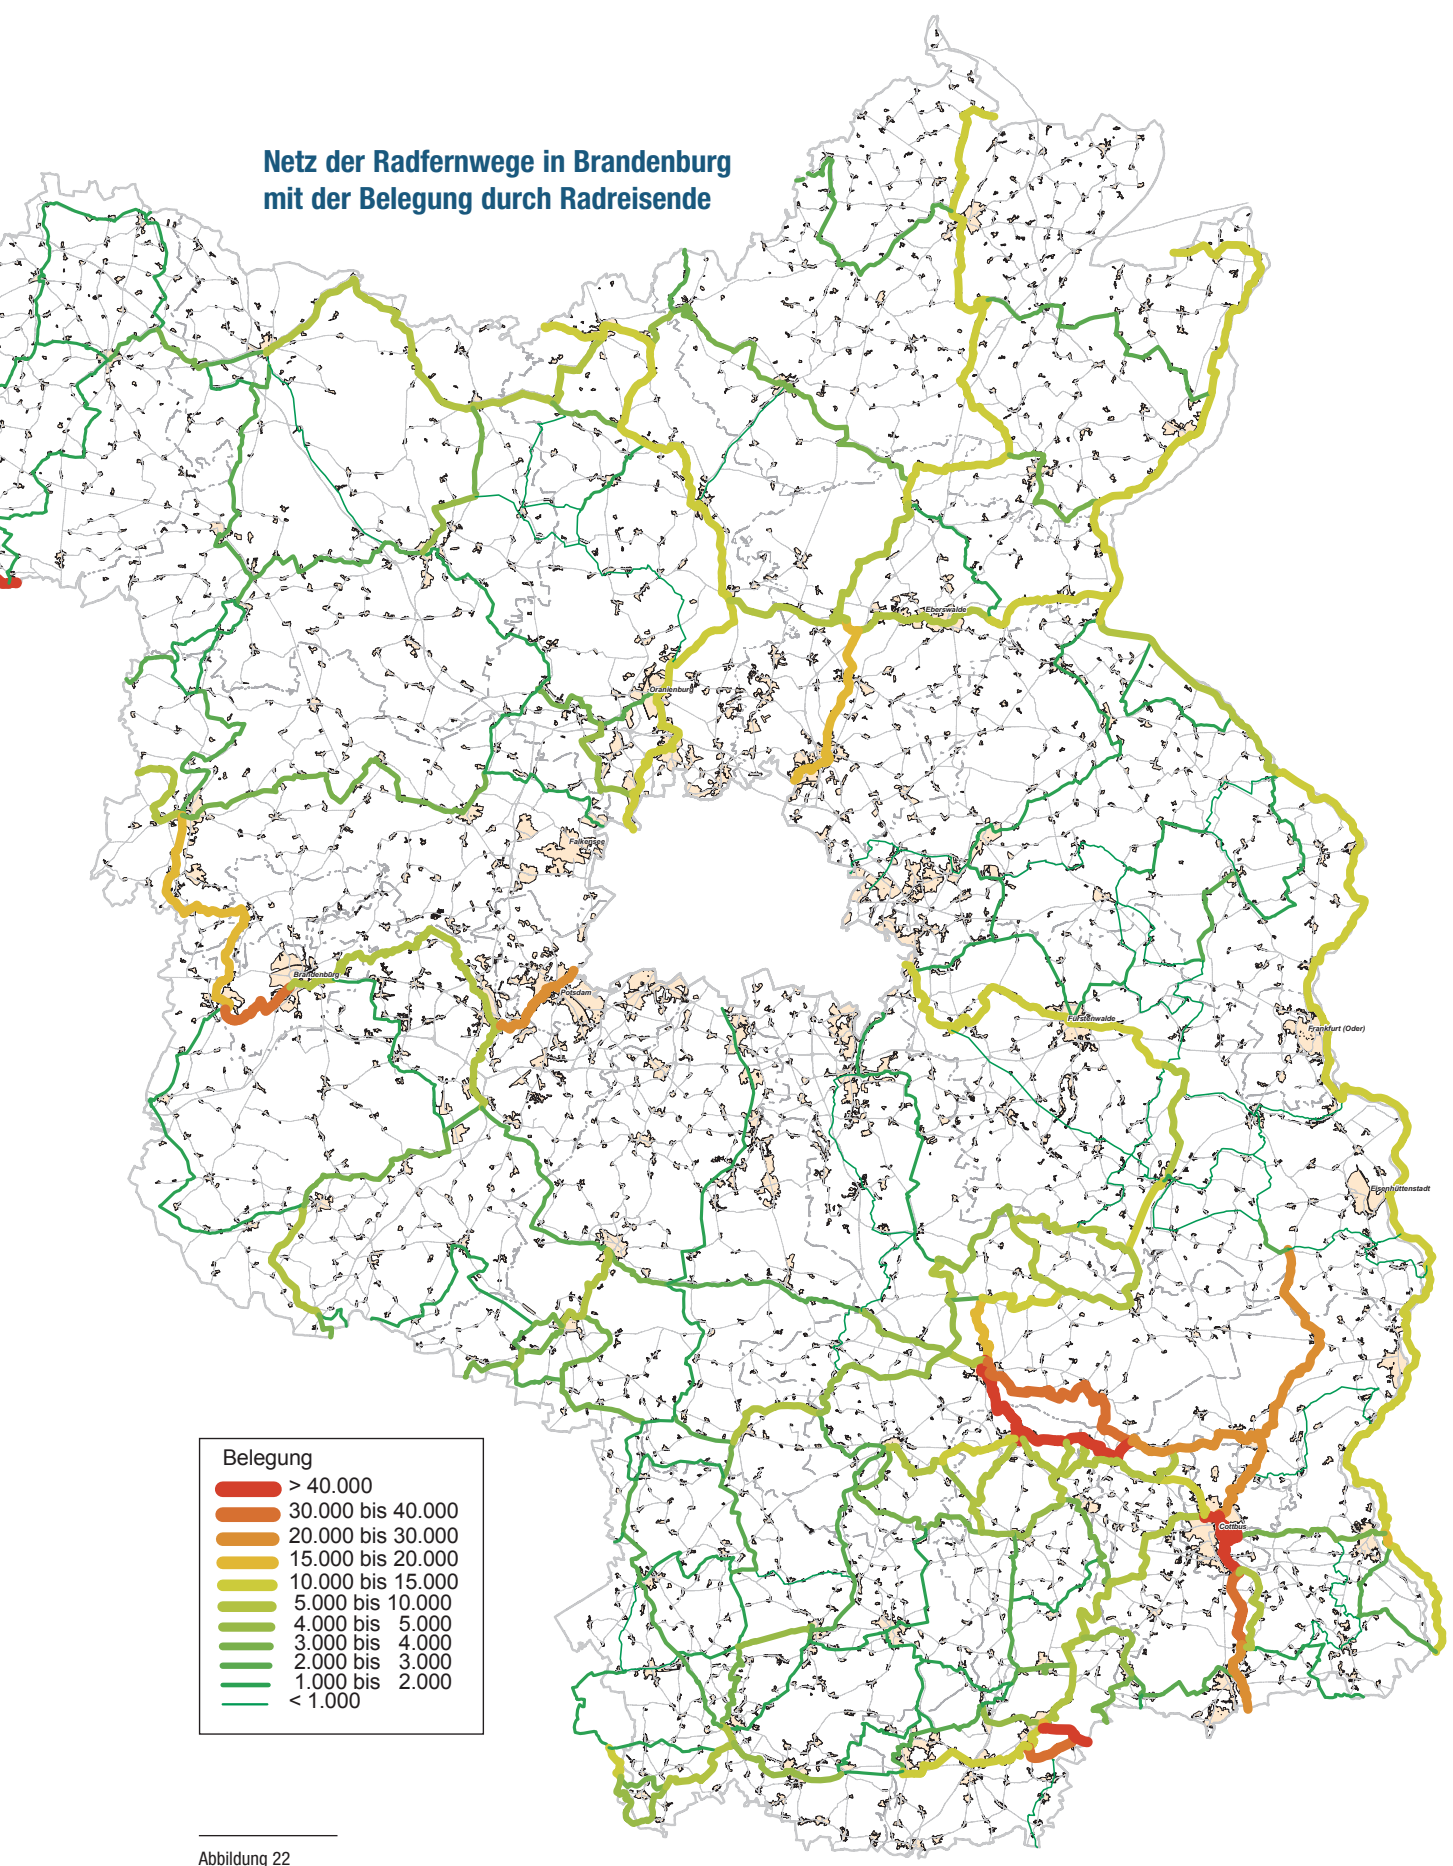 Netz der Radfernwege in Brandenburg
mit der Belegung durch Radreisende
Eberswalde
Oranienburg
Falkensee
Brandenbürg
Potsdam
Fürstenwalde
Frankfurt (Oder)
Eisenhüttenstadt
Cottbus
Belegung
> 40.000
30.000 bis 40.000
20.000 bis 30.000
15.000 bis 20.000
10.000 bis 15.000
5.000 bis 10.000
4.000 bis 5.000
3.000 bis 4.000
2.000 bis 3.000
1.000 bis 2.000
< 1.000
Abbildung 22